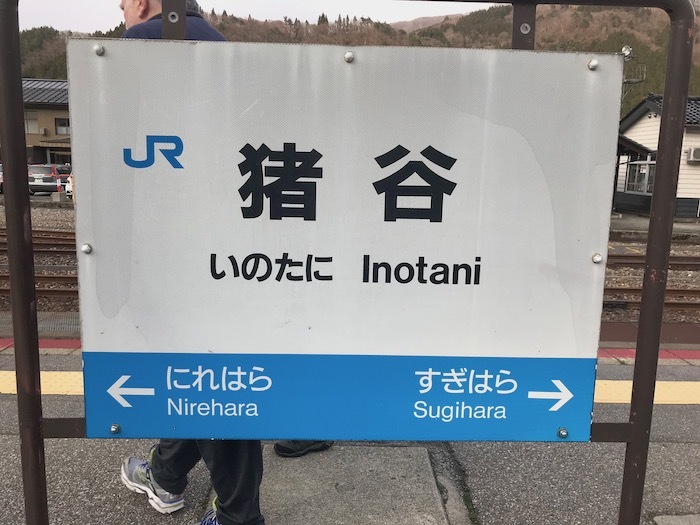 JR
猪谷
いのたに Inotani
← にれはら すぎはら →
Nirehara Sugihara